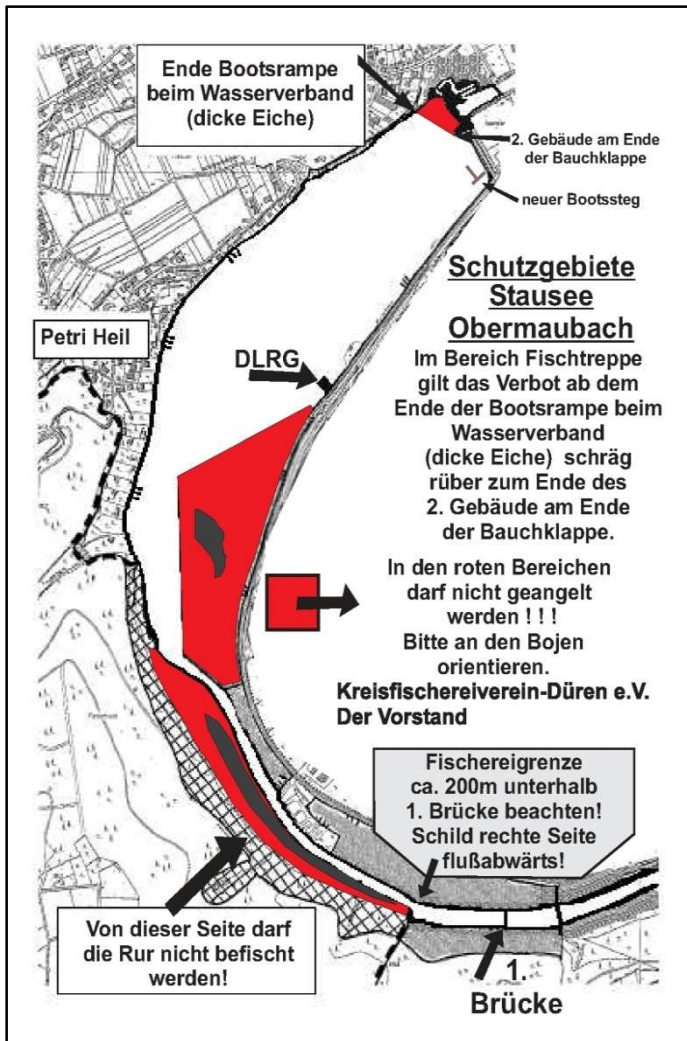 Ende Bootsrampe
beim Wasserverband
(dicke Eiche)
2. Gebäude am Ende
der Bauchklappe
neuer Bootssteg
Schutzgebiete
Stausee
Obermaubach
Petri Heil
DLRG
Im Bereich Fischtreppe
gilt das Verbot ab dem
Ende der Bootsrampe beim
Wasserverband
(dicke Eiche) schräg
rüber zum Ende des
2. Gebäude am Ende
der Bauchklappe.
In den roten Bereichen
darf nicht geangelt
werden ! ! !
Bitte an den Bojen
orientieren.
Kreisfischereiverein-Düren e.V.
Der Vorstand
Fischereigrenze
ca. 200m unterhalb
1. Brücke beachten!
Schild rechte Seite
flußabwärts!
Von dieser Seite darf
die Rur nicht befischt
werden!
1.
Brücke